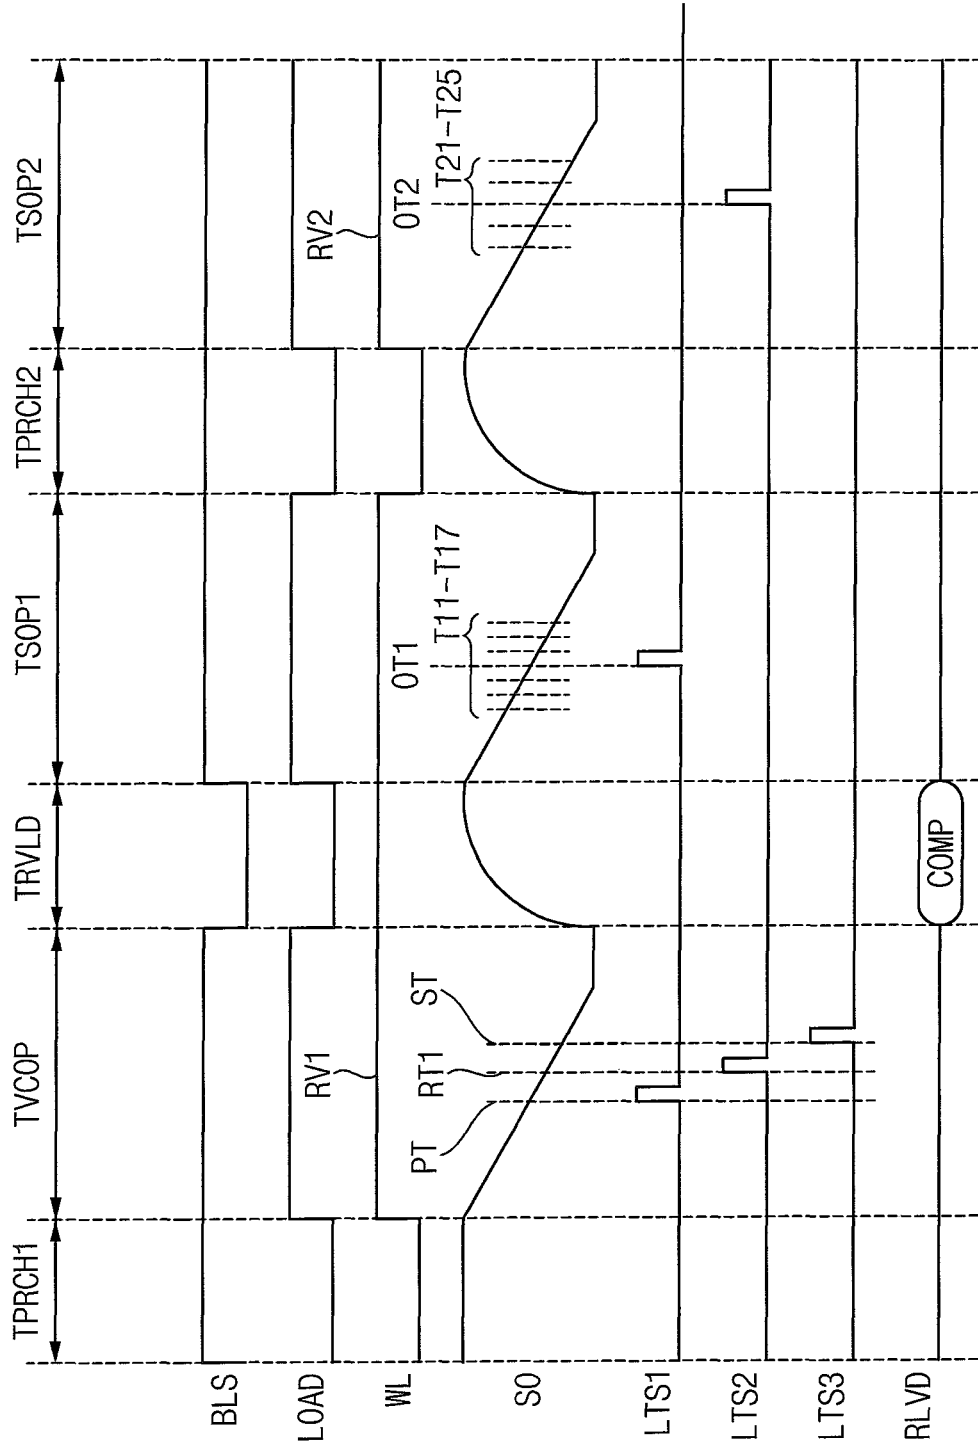 TPRCH1
TVCOP
TRVLD
TSOP1
TPRCH2
TSOP2
BLS
LOAD
WL
RV1
RV2
SO
PT
RT1
ST
OT1
T11-T17
OT2
T21-T25
LTS1
LTS2
LTS3
RLVD
COMP